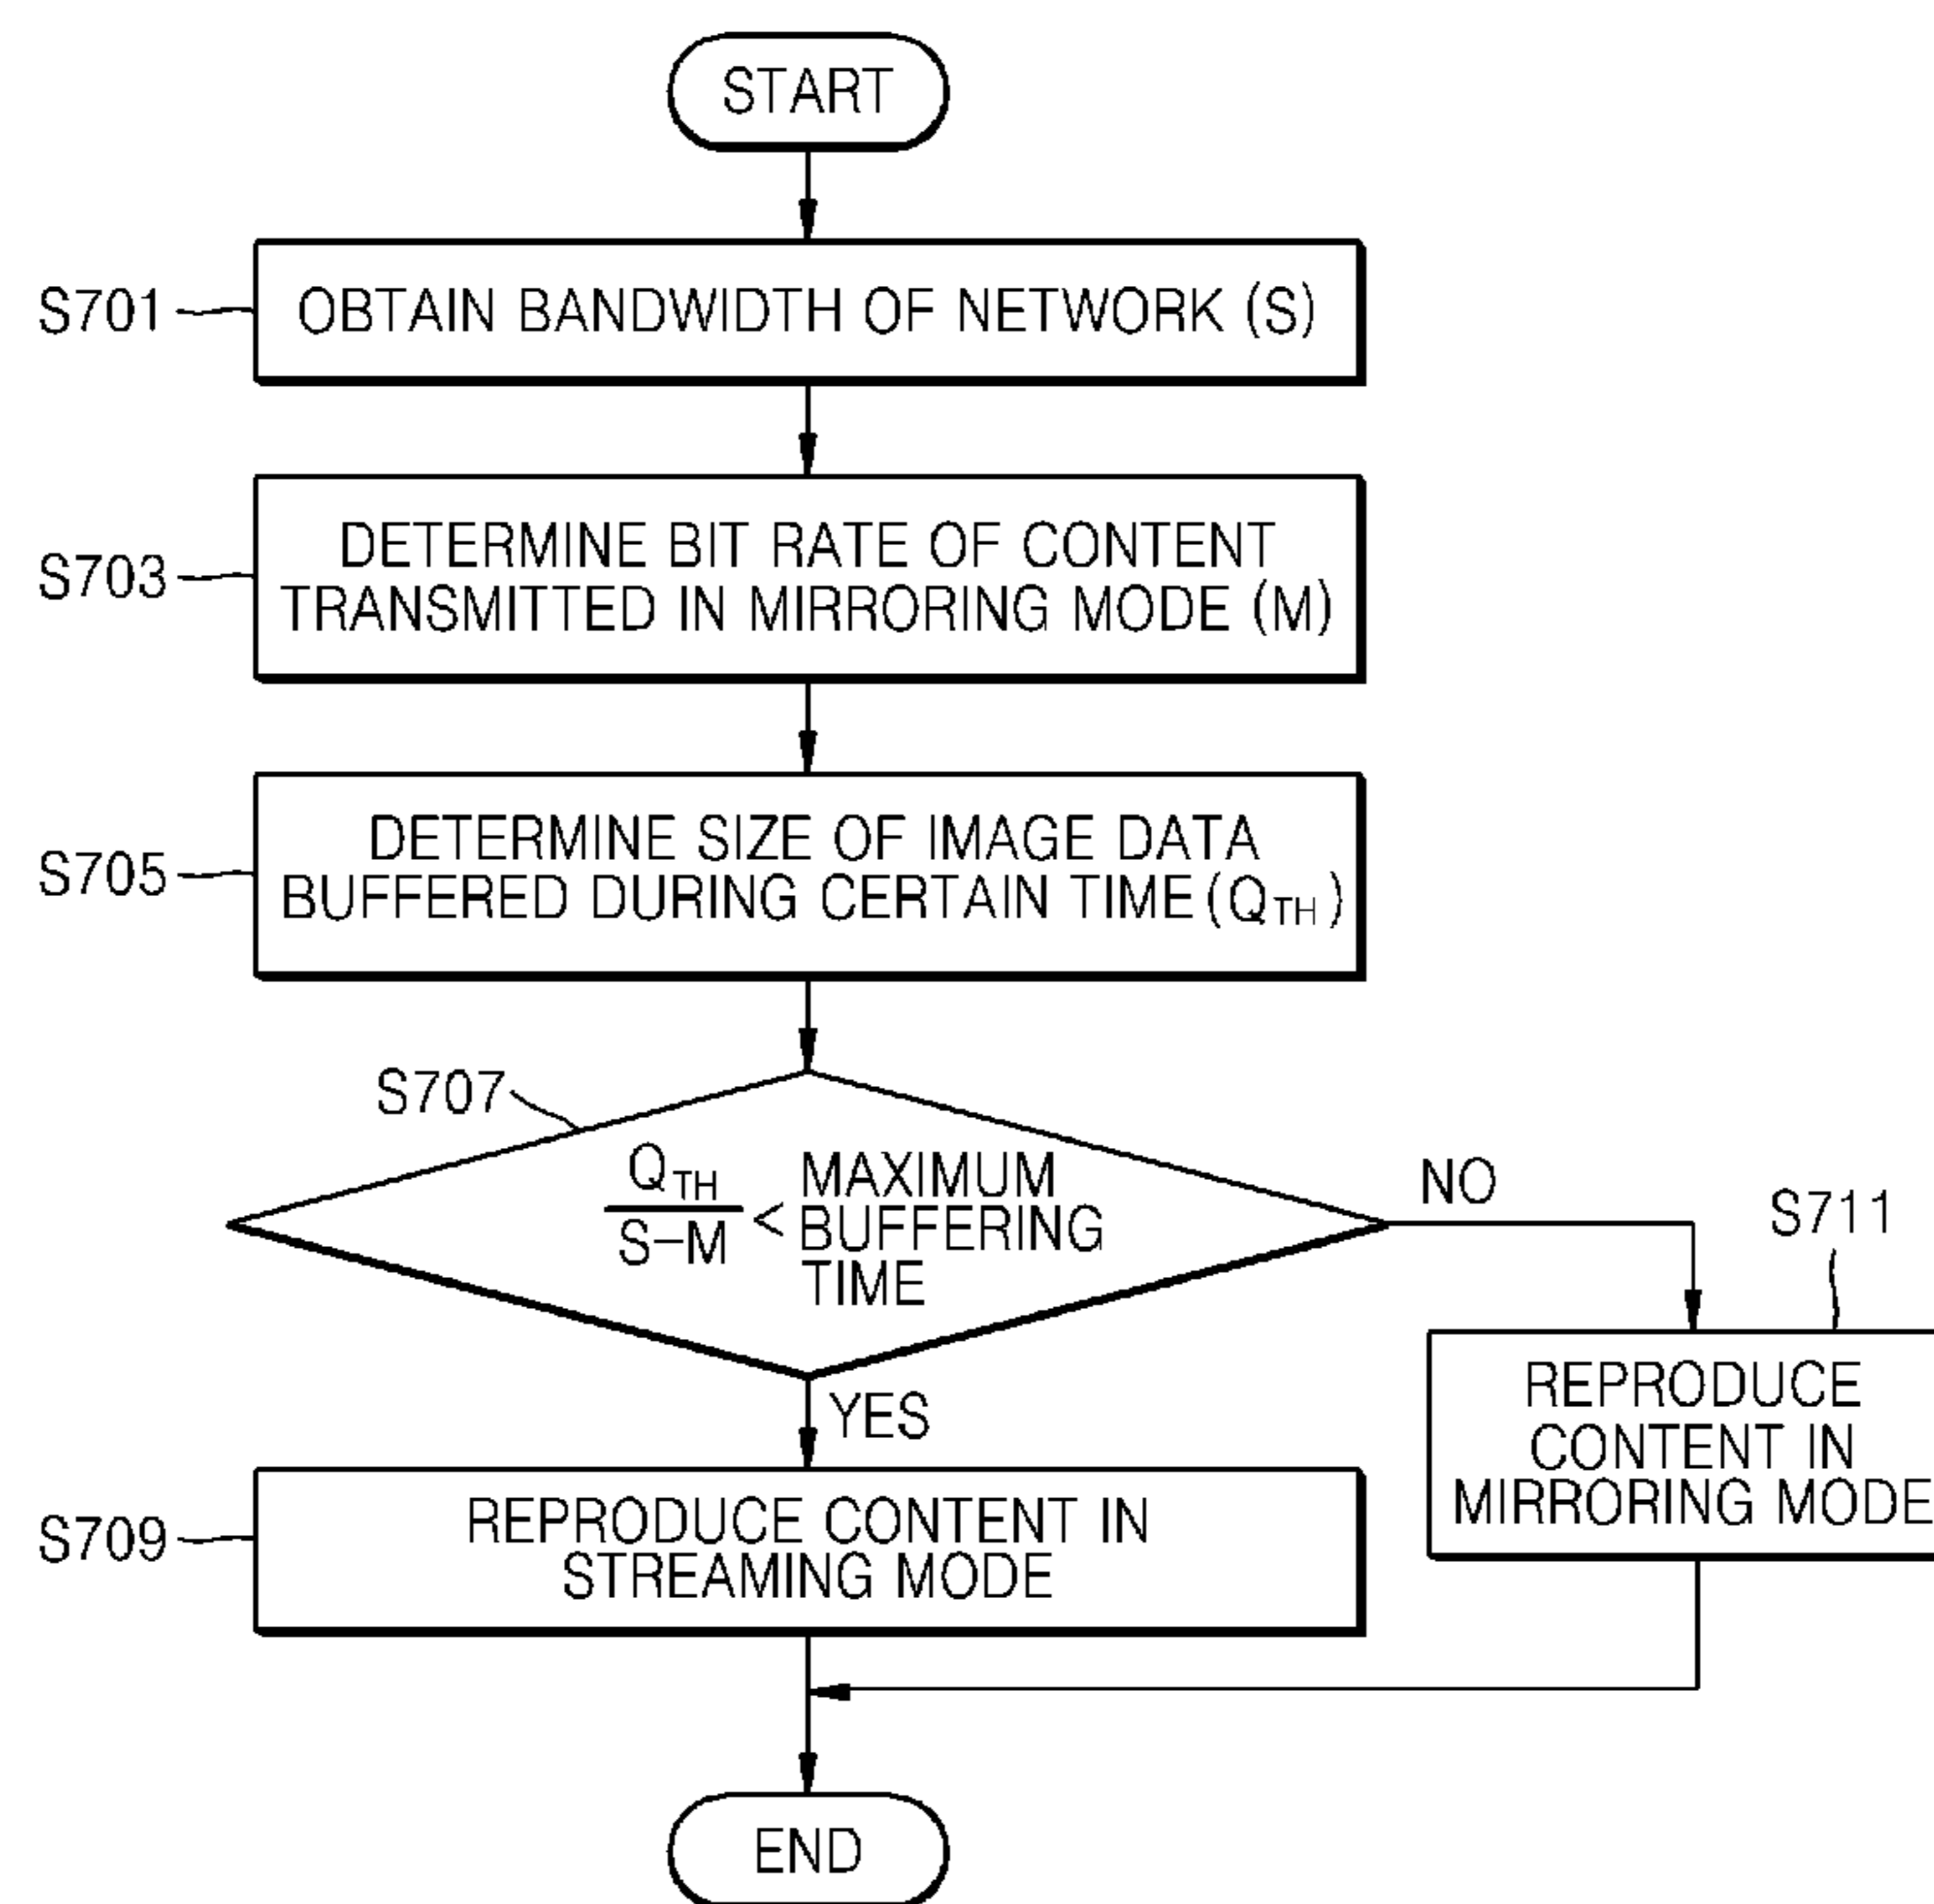 START
S701
OBTAIN BANDWIDTH OF NETWORK (S)
S703
DETERMINE BIT RATE OF CONTENT
TRANSMITTED IN MIRRORING MODE (M)
S705
DETERMINE SIZE OF IMAGE DATA
BUFFERED DURING CERTAIN TIME (QTH)
S707
QTH
S-M
<
MAXIMUM
BUFFERING
TIME
NO
S711
REPRODUCE
CONTENT IN
MIRRORING MODE
YES
S709
REPRODUCE CONTENT IN
STREAMING MODE
END